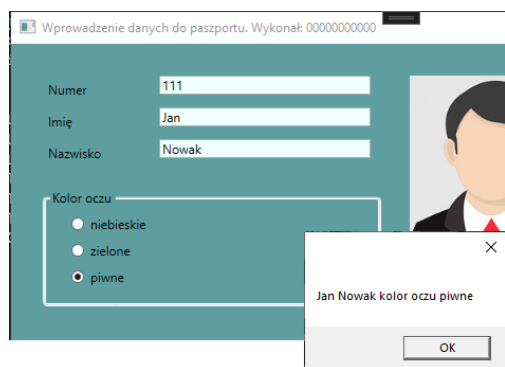 Wprowadzenie danych do paszportu. Wykonał: 00000000000
Numer 111
Imię Jan
Nazwisko Nowak
Kolor oczu
niebieskie
zielone
piwne
Jan Nowak kolor oczu piwne
OK